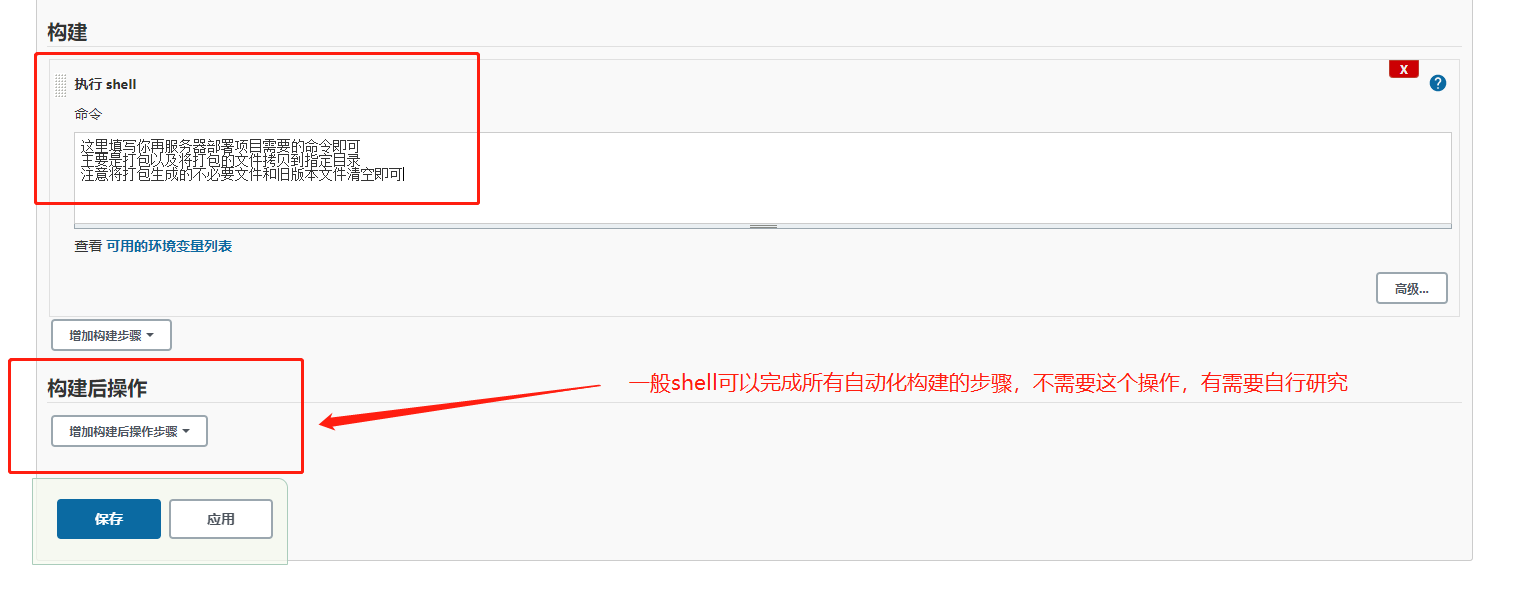 构建
X
执行 shell
?
命令
这里填写你再服务器部署项目需要的命令即可
主要是打包以及将打包的文件拷贝到指定目录
注意将打包生成的不必要文件和旧版本文件清空即可
查看 可用的环境变量列表
高级...
增加构建步骤
构建后操作
一般shell可以完成所有自动化构建的步骤，不需要这个操作，有需要自行研究
增加构建后操作步骤
保存
应用